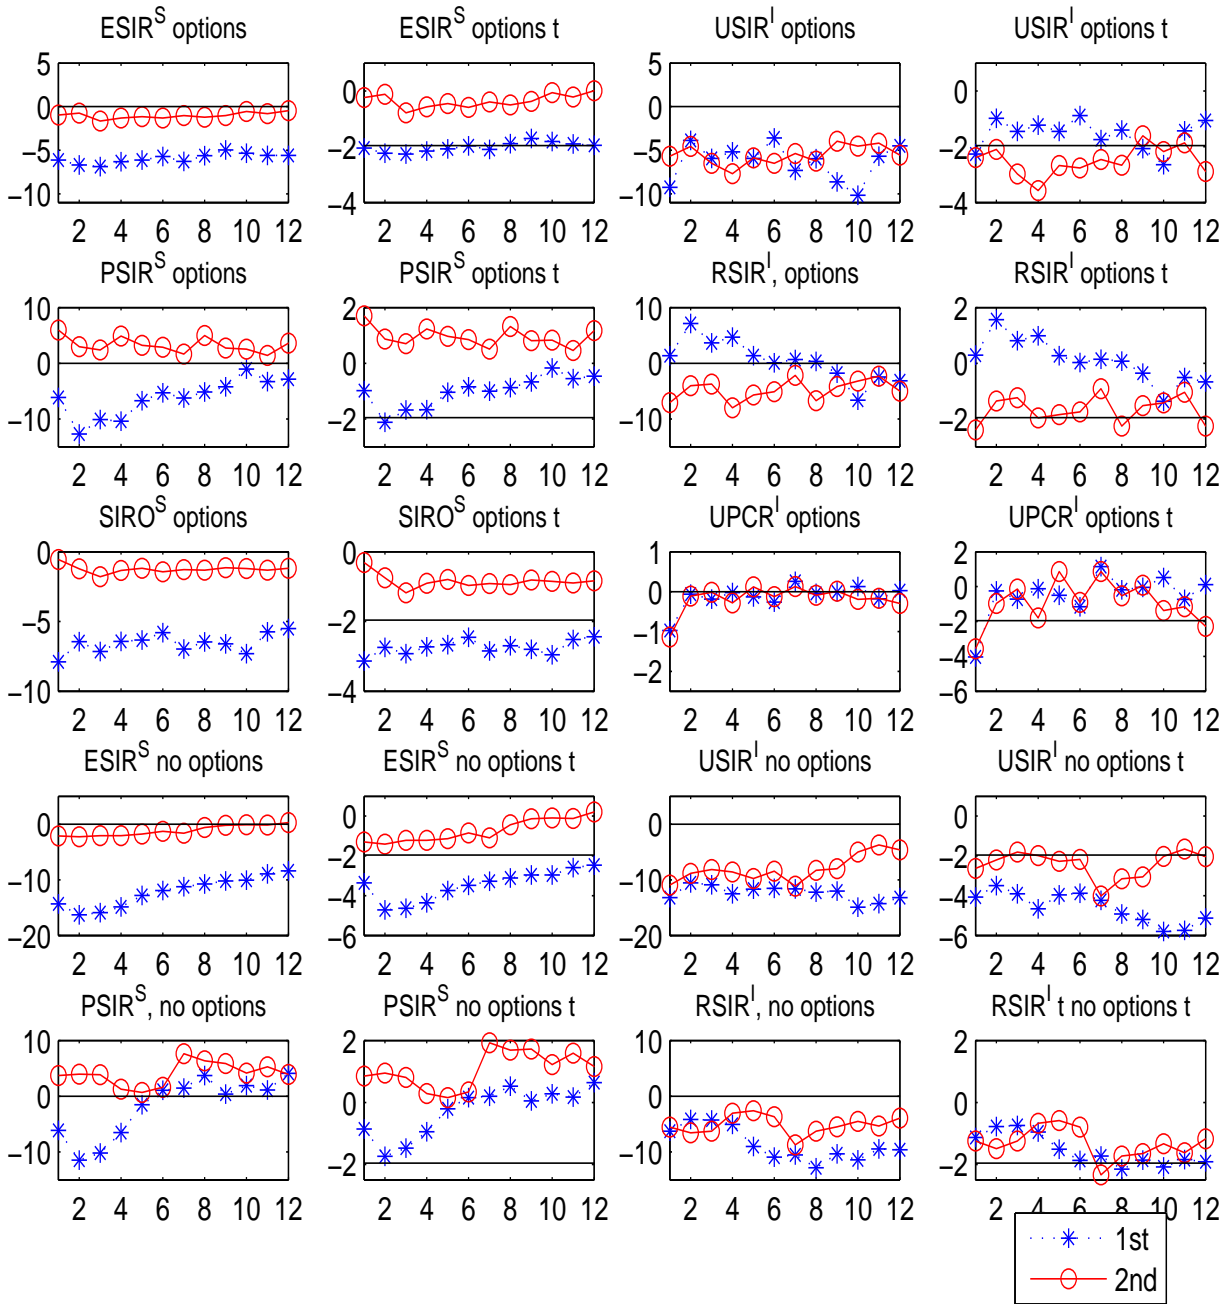 ESIR^S options
ESIR^S options t
USIR^I options
USIR^I options t
5
0
−5
−10
2 4 6 8 10 12
0
−2
−4
2 4 6 8 10 12
5
0
−5
−10
2 4 6 8 10 12
0
−2
−4
2 4 6 8 10 12
PSIR^S options
PSIR^S options t
RSIR^I, options
RSIR^I options t
10
0
−10
2 4 6 8 10 12
2
0
−2
2 4 6 8 10 12
10
0
−10
2 4 6 8 10 12
2
0
−2
2 4 6 8 10 12
SIRO^S options
SIRO^S options t
UPCR^I options
UPCR^I options t
0
−5
−10
2 4 6 8 10 12
0
−2
−4
2 4 6 8 10 12
1
0
−1
−2
2 4 6 8 10 12
2
0
−2
−4
−6
2 4 6 8 10 12
ESIR^S no options
ESIR^S no options t
USIR^I no options
USIR^I no options t
0
−10
−20
2 4 6 8 10 12
0
−2
−4
−6
2 4 6 8 10 12
0
−10
−20
2 4 6 8 10 12
0
−2
−4
−6
2 4 6 8 10 12
PSIR^S, no options
PSIR^S no options t
RSIR^I, no options
RSIR^I t no options t
10
0
−10
2 4 6 8 10 12
2
0
−2
2 4 6 8 10 12
10
0
−10
2 4 6 8 10 12
2
0
−2
2 4 6 8 10 12
1st
2nd